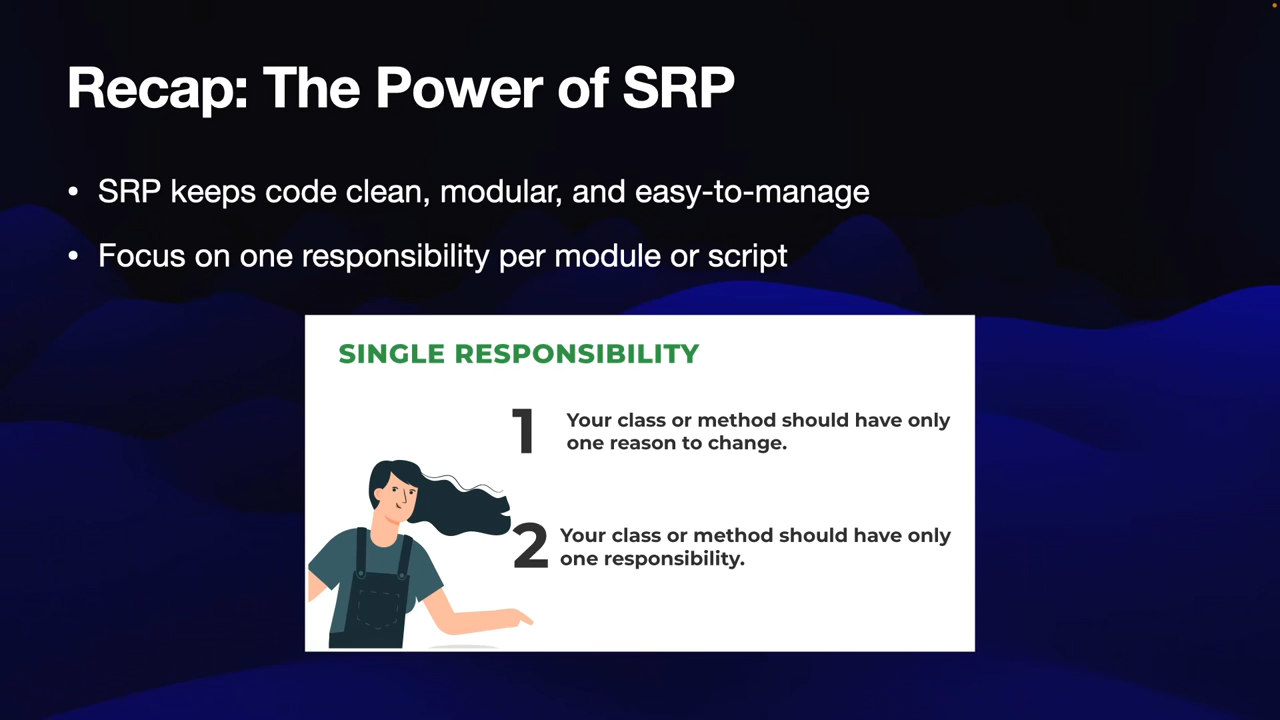 Recap: The Power of SRP
• SRP keeps code clean, modular, and easy-to-manage
• Focus on one responsibility per module or script
SINGLE RESPONSIBILITY
1 Your class or method should have only
one reason to change.
2 Your class or method should have only
one responsibility.